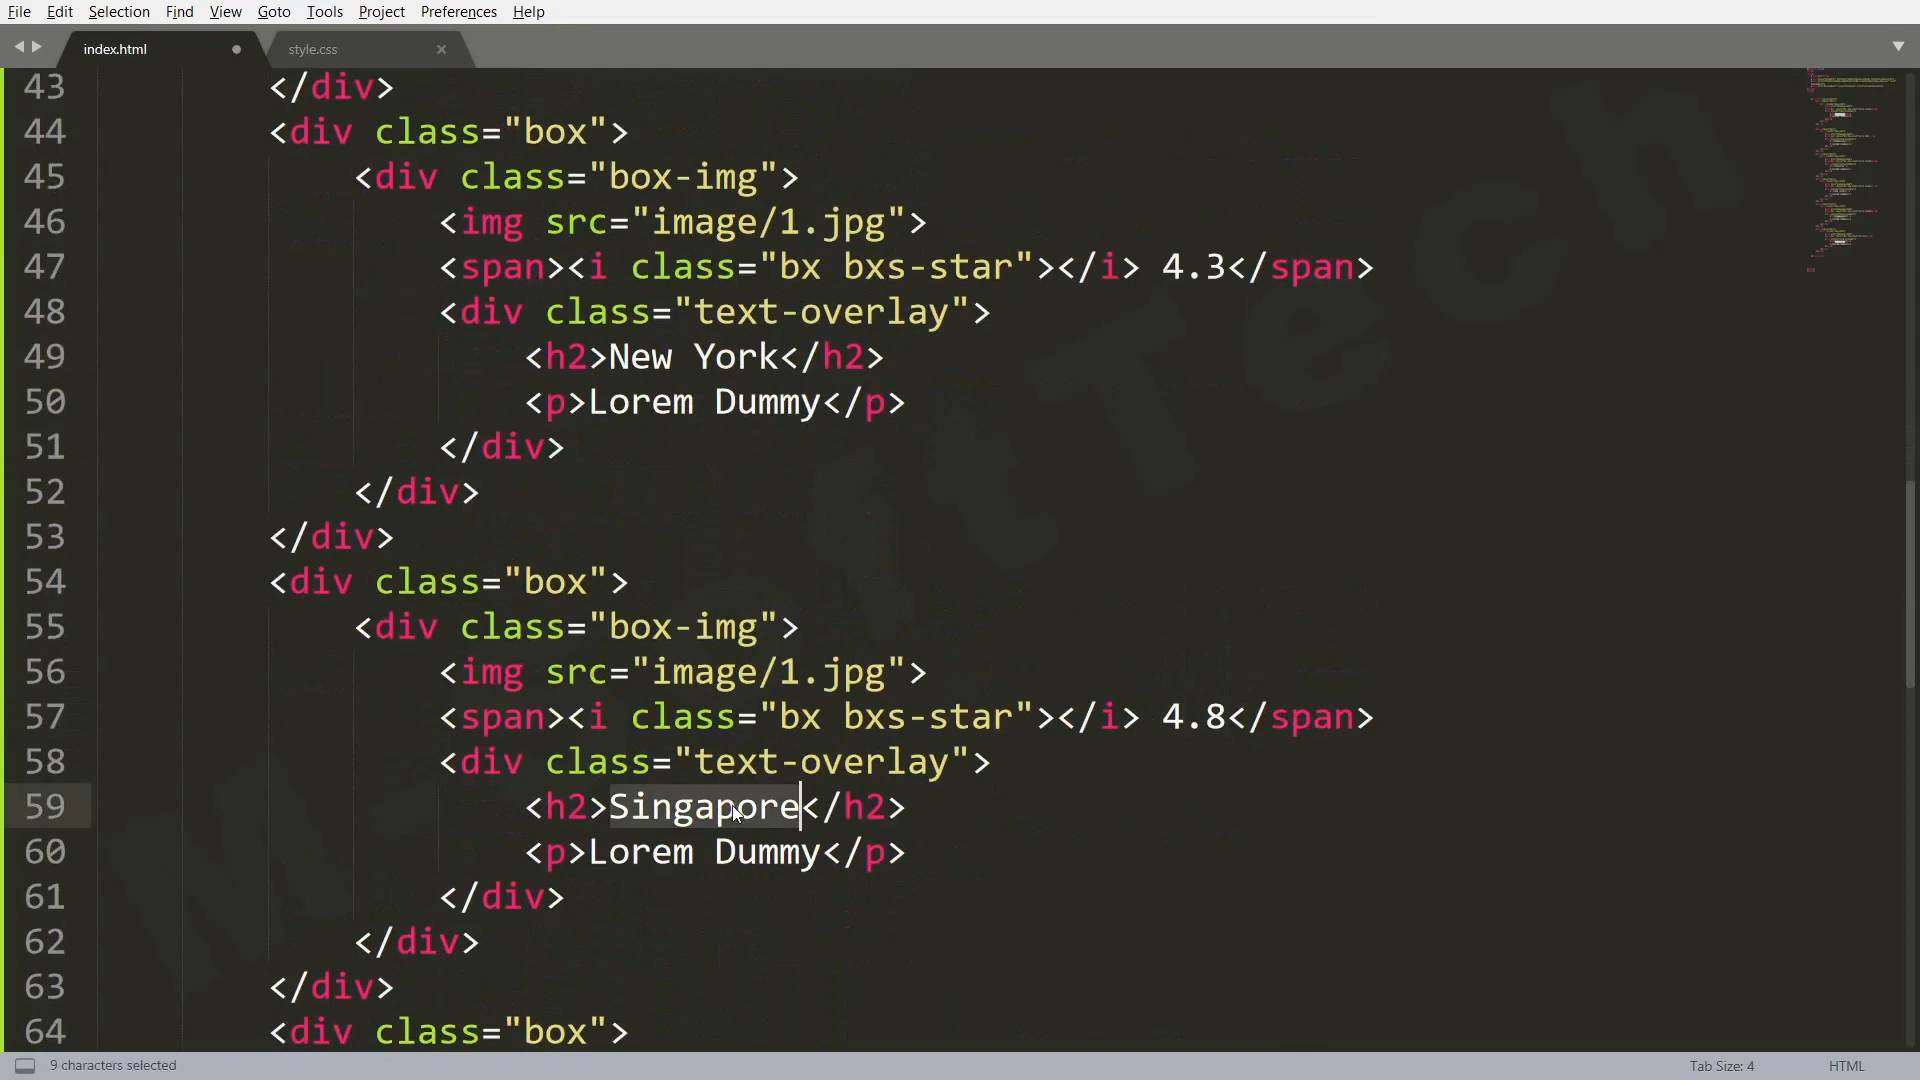 File Edit Selection Find View Goto Tools Project Preferences Help
index.html style.css
43 </div>
44 <div class="box">
45 <div class="box-img">
46 <img src="image/1.jpg">
47 <span><i class="bx bxs-star"></i> 4.3</span>
48 <div class="text-overlay">
49 <h2>New York</h2>
50 <p>Lorem Dummy</p>
51 </div>
52 </div>
53 </div>
54 <div class="box">
55 <div class="box-img">
56 <img src="image/1.jpg">
57 <span><i class="bx bxs-star"></i> 4.8</span>
58 <div class="text-overlay">
59 <h2>Singapore</h2>
60 <p>Lorem Dummy</p>
61 </div>
62 </div>
63 </div>
64 <div class="box">
9 characters selected Tab Size: 4 HTML